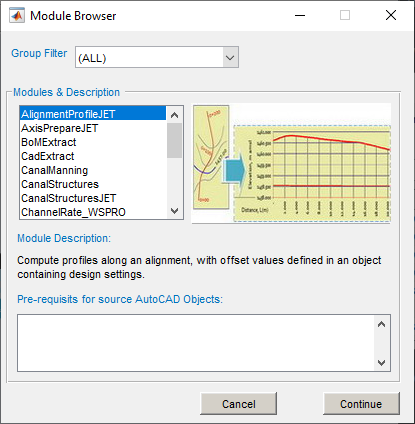 Module Browser
Group Filter
(ALL)
Modules & Description
AlignmentProfileJET
AxisPrepareJET
BoMExtract
CadExtract
CanalManning
CanalStructures
CanalStructuresJET
ChannelRate_WSPRO
Distance, L(m)
Module Description:
Compute profiles along an alignment, with offset values defined in an object
containing design settings.
Pre-requisits for source AutoCAD Objects:
Cancel
Continue